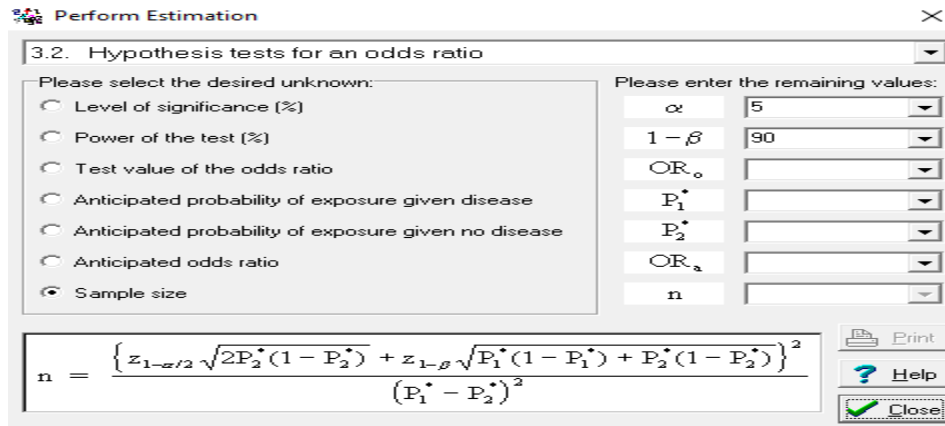 Perform Estimation
3.2. Hypothesis tests for an odds ratio
Please select the desired unknown:
Level of significance (%)
Power of the test (%)
Test value of the odds ratio
Anticipated probability of exposure given disease
Anticipated probability of exposure given no disease
Anticipated odds ratio
Sample size
Please enter the remaining values:
α 5
1 − β 90
OR₀
P₁*
P₂*
ORₐ
n
n = {z₁₋α/₂ √2P₂*(1 − P₂*) + z₁₋β √P₁*(1 − P₁*) + P₂*(1 − P₂*)}² / (P₁* − P₂*)²
Print
Help
Close